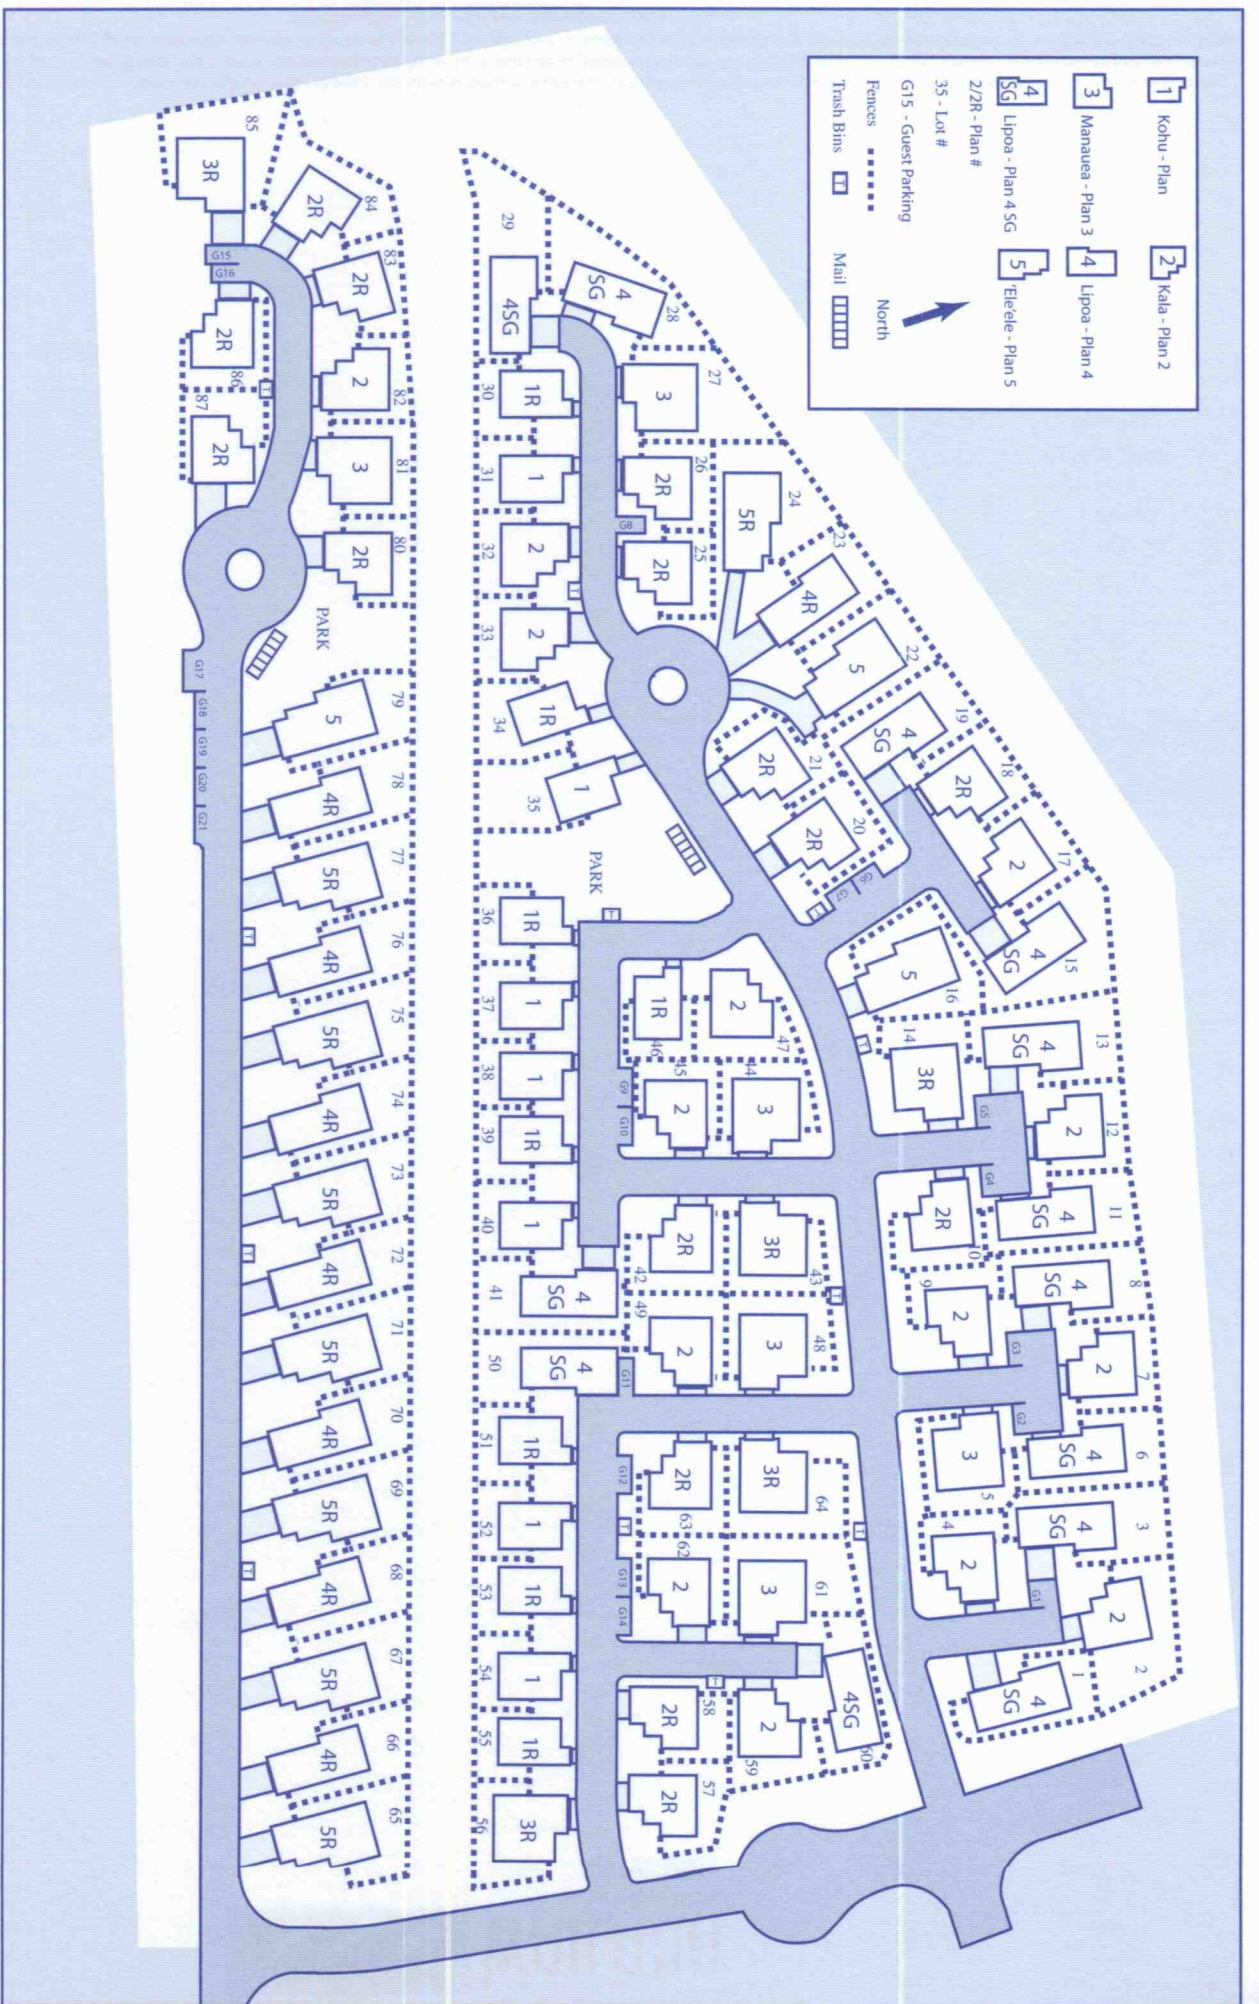 1 Kohu - Plan
2 Kala - Plan 2
3 Manauea - Plan 3
4 Lipoa - Plan 4
4 SG Lipoa - Plan 4 SG
5 'Ele'ele - Plan 5
2/2R - Plan #
35 - Lot #
G15 - Guest Parking
Fences
Trash Bins T
Mail
North
1
4 SG
2
2
3
4 SG
4
2
5
3
6
4 SG
7
2
8
4 SG
9
2
10
2R
11
4 SG
12
2
13
4 SG
14
3R
15
4 SG
16
5
17
2
18
2R
19
4 SG
20
2R
21
2R
22
5
23
4R
24
5R
25
2R
26
2R
27
3
28
4 SG
29
4SG
30
1R
31
1
32
2
33
2
34
1R
35
1
PARK
36
1R
37
1
38
1
39
1R
40
1
41
4 SG
42
2R
43
3R
44
3
45
2
46
1R
47
2
48
3
49
2
50
4 SG
51
1R
52
1
53
1R
54
1
55
1R
56
3R
57
2R
58
2R
59
2
60
4SG
61
3
62
2
63
2R
64
3R
65
5R
66
4R
67
5R
68
4R
69
5R
70
4R
71
5R
72
4R
73
5R
74
4R
75
5R
76
4R
77
5R
78
4R
79
5
PARK
80
2R
81
3
82
2
83
2R
84
2R
85
3R
86
2R
87
2R
G1
G2
G3
G4
G5
G6
G7
G8
G9
G10
G11
G12
G13
G14
G15
G16
G17
G18
G19
G20
G21
T
T
T
T
T
T
T
T
T
T
T
T